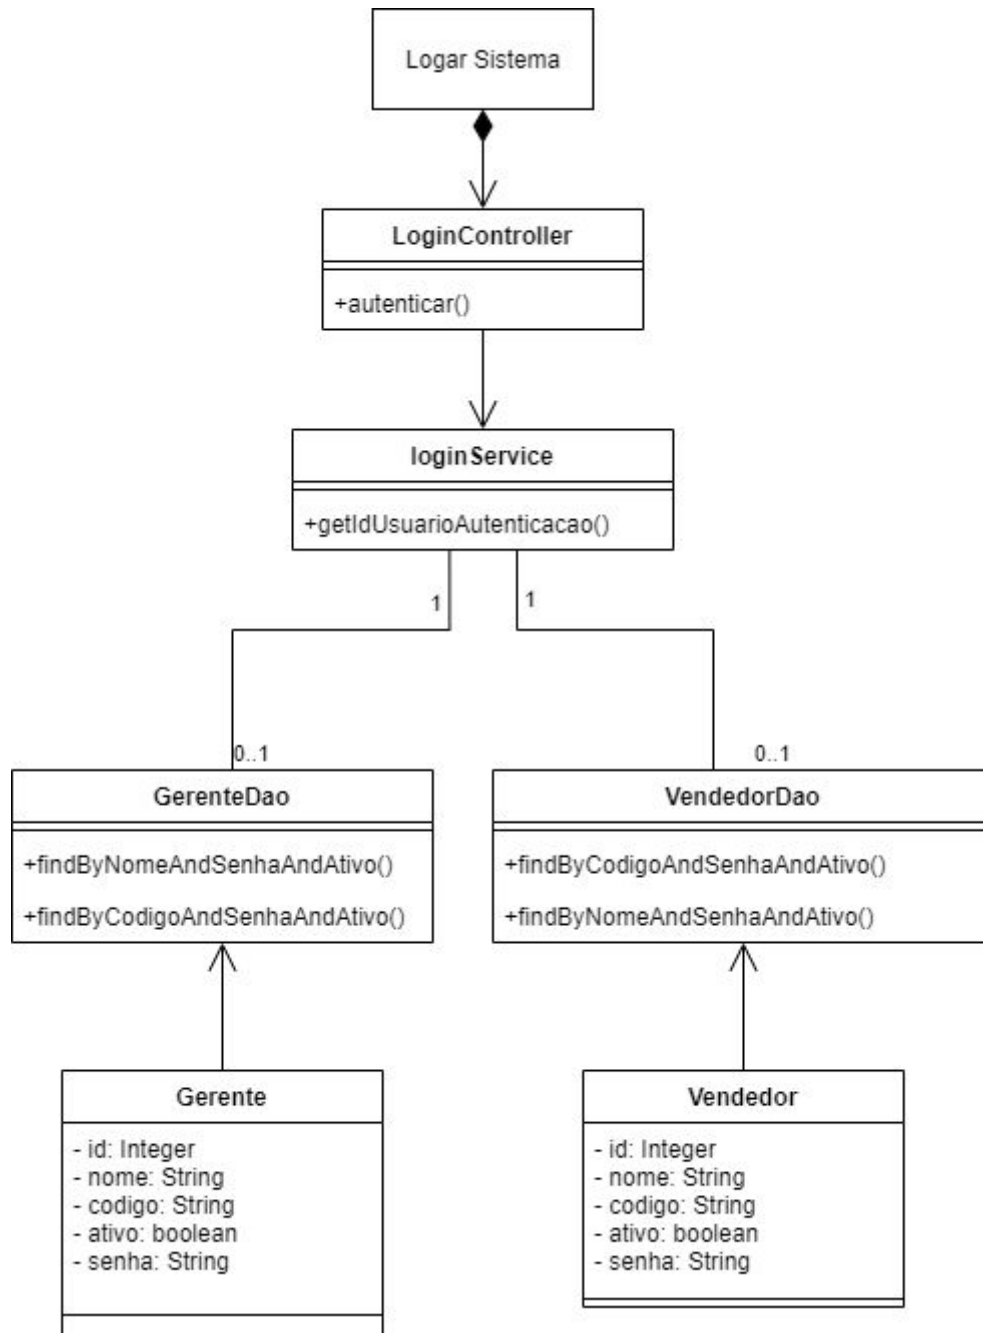 Logar Sistema
LoginController
+autenticar()
loginService
+getIdUsuarioAutenticacao()
1
1
0..1
0..1
GerenteDao
+findByNomeAndSenhaAndAtivo()
+findByCodigoAndSenhaAndAtivo()
VendedorDao
+findByCodigoAndSenhaAndAtivo()
+findByNomeAndSenhaAndAtivo()
Gerente
- id: Integer
- nome: String
- codigo: String
- ativo: boolean
- senha: String
Vendedor
- id: Integer
- nome: String
- codigo: String
- ativo: boolean
- senha: String